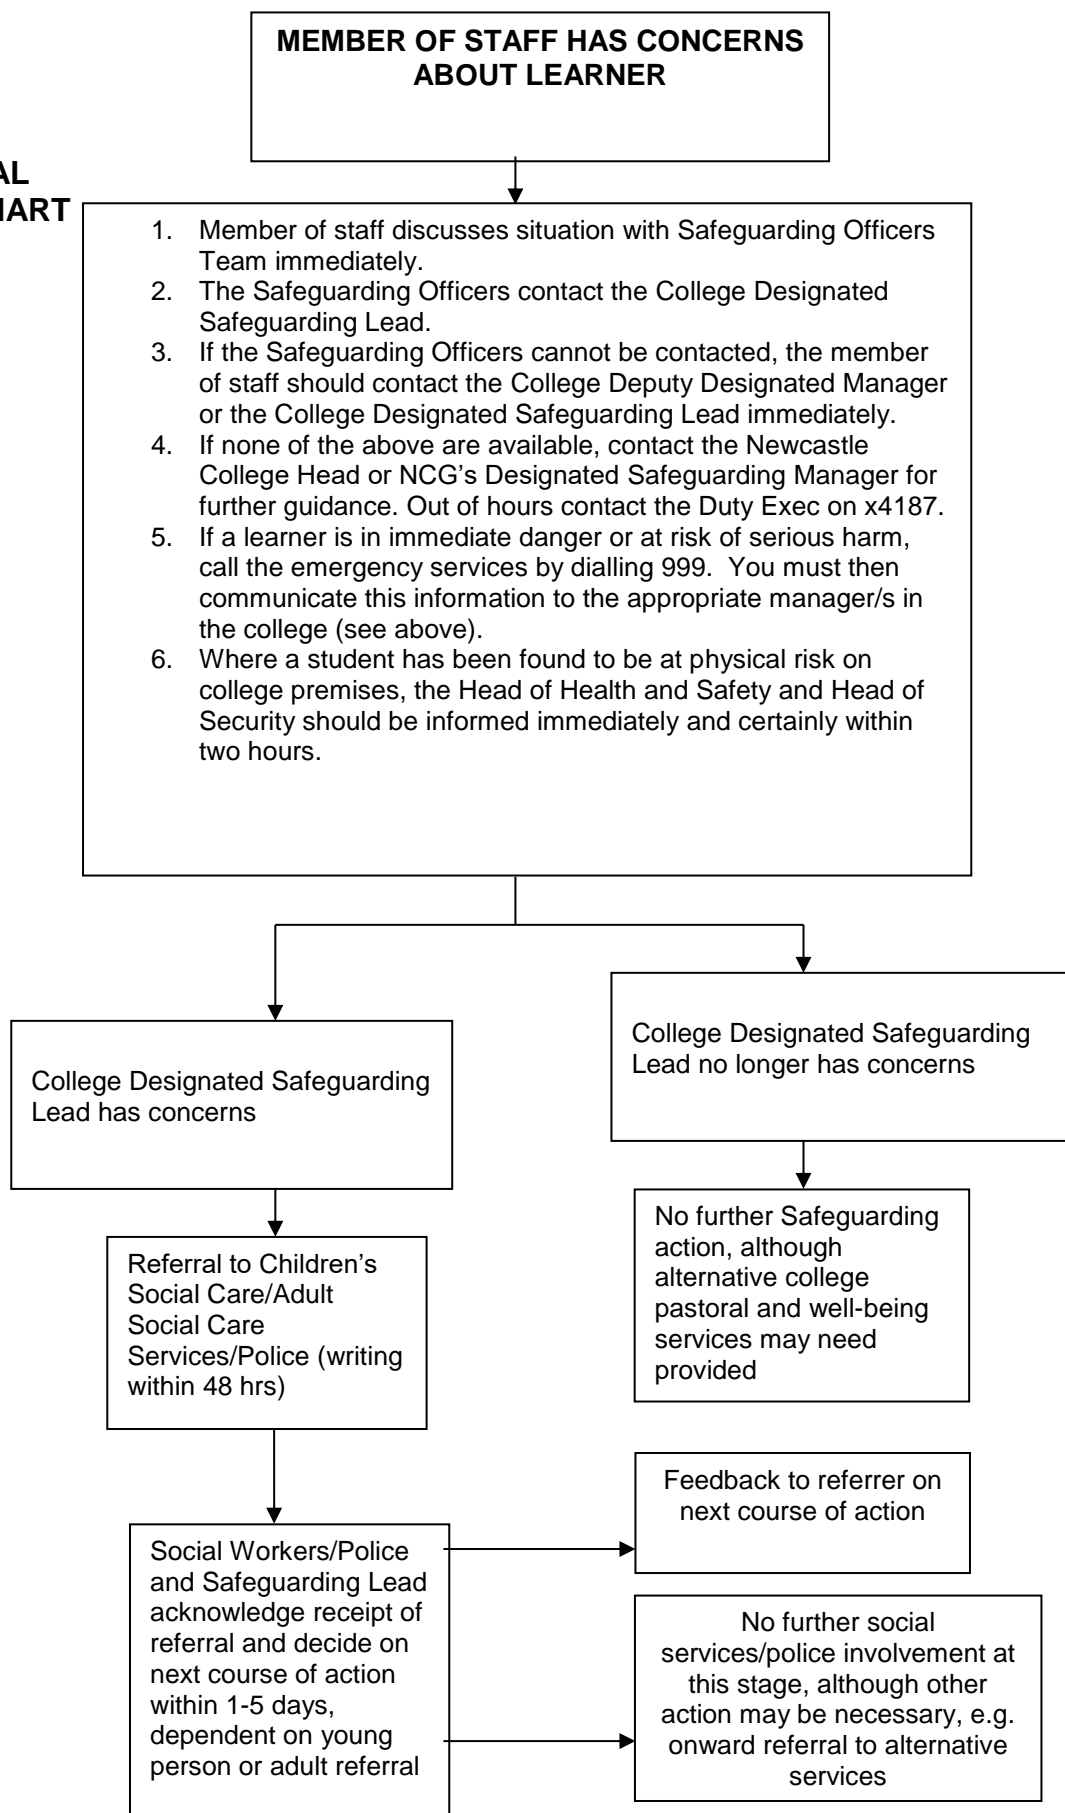 MEMBER OF STAFF HAS CONCERNS
ABOUT LEARNER
AL
HART
1. Member of staff discusses situation with Safeguarding Officers
Team immediately.
2. The Safeguarding Officers contact the College Designated
Safeguarding Lead.
3. If the Safeguarding Officers cannot be contacted, the member
of staff should contact the College Deputy Designated Manager
or the College Designated Safeguarding Lead immediately.
4. If none of the above are available, contact the Newcastle
College Head or NCG's Designated Safeguarding Manager for
further guidance. Out of hours contact the Duty Exec on x4187.
5. If a learner is in immediate danger or at risk of serious harm,
call the emergency services by dialling 999. You must then
communicate this information to the appropriate manager/s in
the college (see above).
6. Where a student has been found to be at physical risk on
college premises, the Head of Health and Safety and Head of
Security should be informed immediately and certainly within
two hours.
College Designated Safeguarding
Lead has concerns
College Designated Safeguarding
Lead no longer has concerns
Referral to Children's
Social Care/Adult
Social Care
Services/Police (writing
within 48 hrs)
No further Safeguarding
action, although
alternative college
pastoral and well-being
services may need
provided
Social Workers/Police
and Safeguarding Lead
acknowledge receipt of
referral and decide on
next course of action
within 1-5 days,
dependent on young
person or adult referral
Feedback to referrer on
next course of action
No further social
services/police involvement at
this stage, although other
action may be necessary, e.g.
onward referral to alternative
services